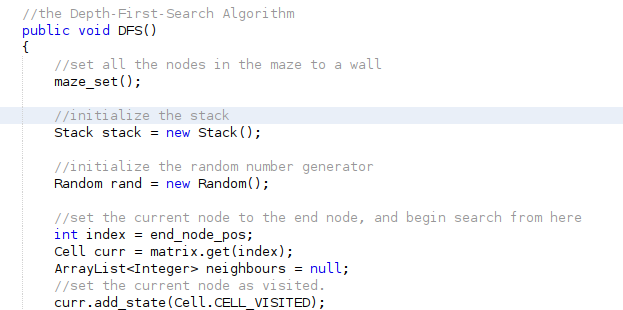 //the Depth-First-Search Algorithm
public void DFS()
{
//set all the nodes in the maze to a wall
maze_set();
//initialize the stack
Stack stack = new Stack();
//initialize the random number generator
Random rand = new Random();
//set the current node to the end node, and begin search from here
int index = end_node_pos;
Cell curr = matrix.get(index);
ArrayList<Integer> neighbours = null;
//set the current node as visited.
curr.add_state(Cell.CELL_VISITED);